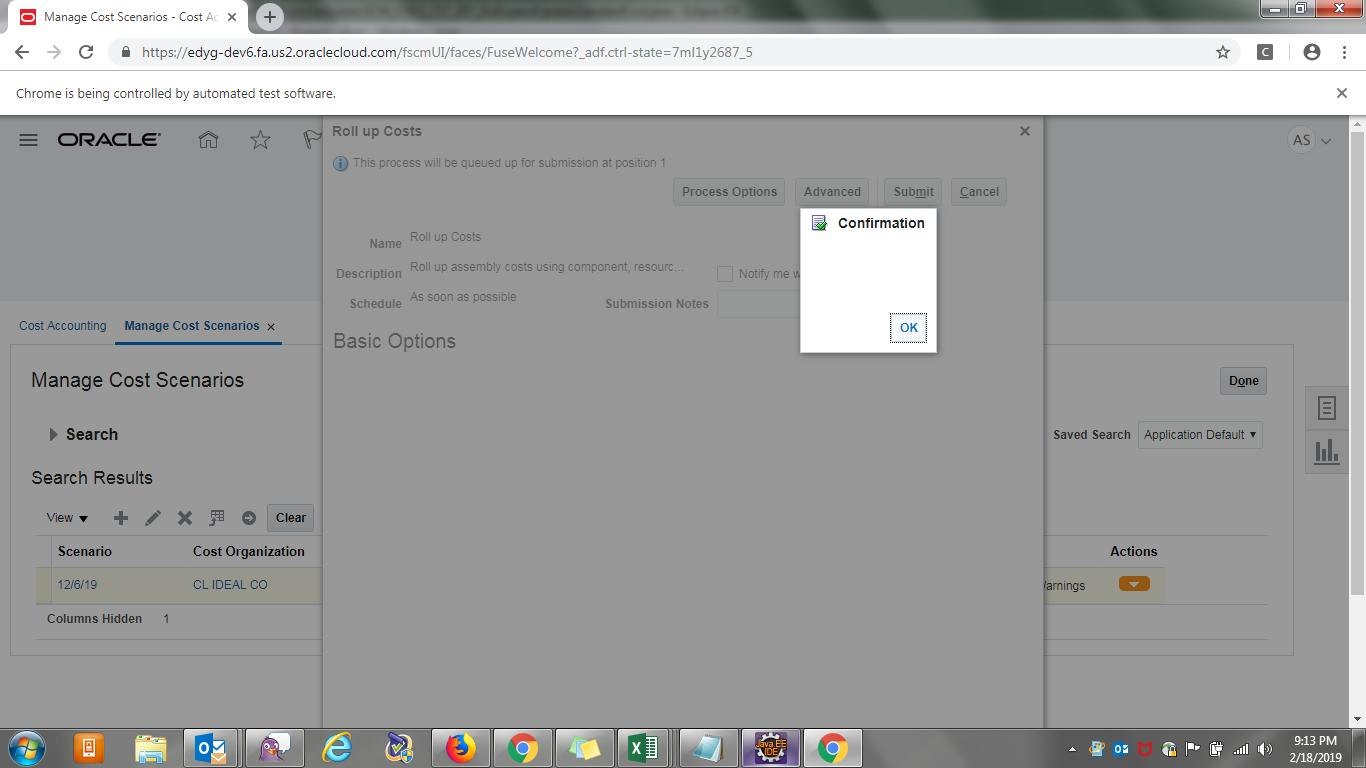 Manage Cost Scenarios - Cost Ac
https://edyg-dev6.fa.us2.oraclecloud.com/fscmUI/faces/FuseWelcome?_adf.ctrl-state=7ml1y2687_5
C
Chrome is being controlled by automated test software.
ORACLE
AS
Roll up Costs
This process will be queued up for submission at position 1
Process Options
Advanced
Submit
Cancel
Confirmation
OK
Name Roll up Costs
Description Roll up assembly costs using component, resourc...
Notify me w
Schedule As soon as possible
Submission Notes
Basic Options
Cost Accounting
Manage Cost Scenarios
Manage Cost Scenarios
Done
Search
Saved Search Application Default
Search Results
View
Clear
Scenario Cost Organization Actions
12/6/19 CL IDEAL CO Warnings
Columns Hidden 1
Java EE
IDE
9:13 PM
2/18/2019